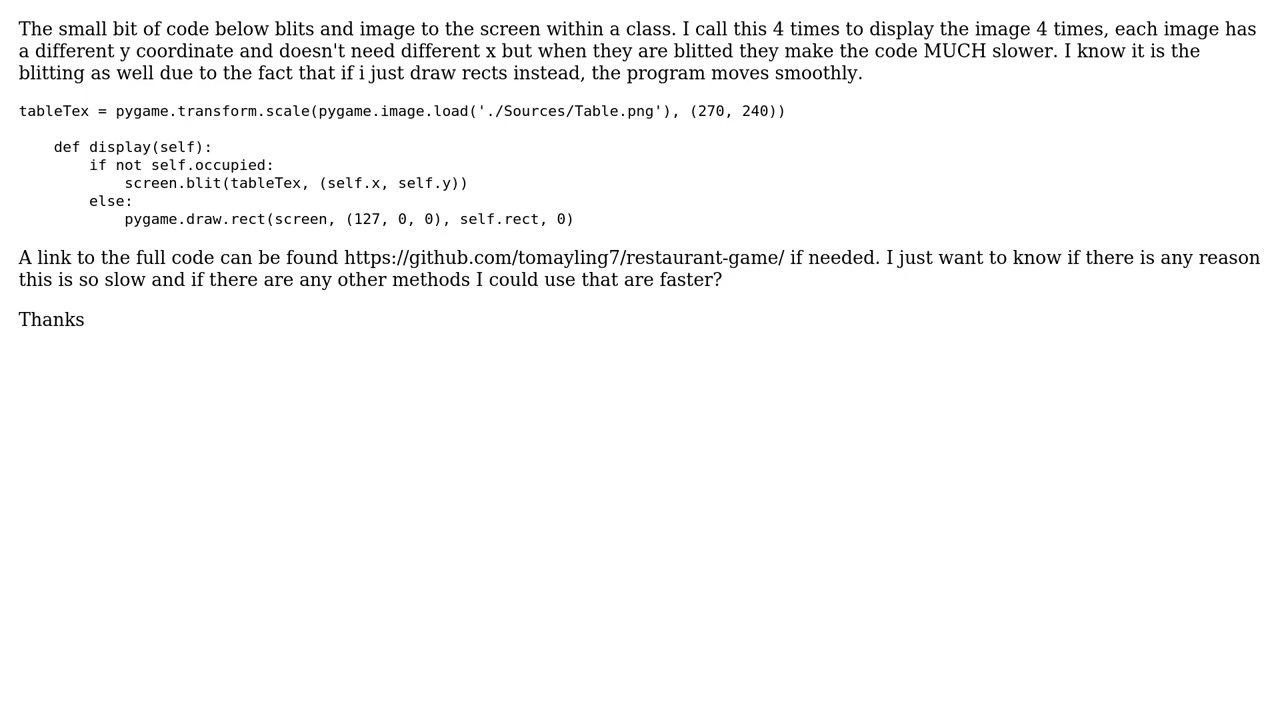 The small bit of code below blits and image to the screen within a class. I call this 4 times to display the image 4 times, each image has
a different y coordinate and doesn't need different x but when they are blitted they make the code MUCH slower. I know it is the
blitting as well due to the fact that if i just draw rects instead, the program moves smoothly.
tableTex = pygame.transform.scale(pygame.image.load('./Sources/Table.png'), (270, 240))
    def display(self):
        if not self.occupied:
            screen.blit(tableTex, (self.x, self.y))
        else:
            pygame.draw.rect(screen, (127, 0, 0), self.rect, 0)
A link to the full code can be found https://github.com/tomayling7/restaurant-game/ if needed. I just want to know if there is any reason
this is so slow and if there are any other methods I could use that are faster?
Thanks